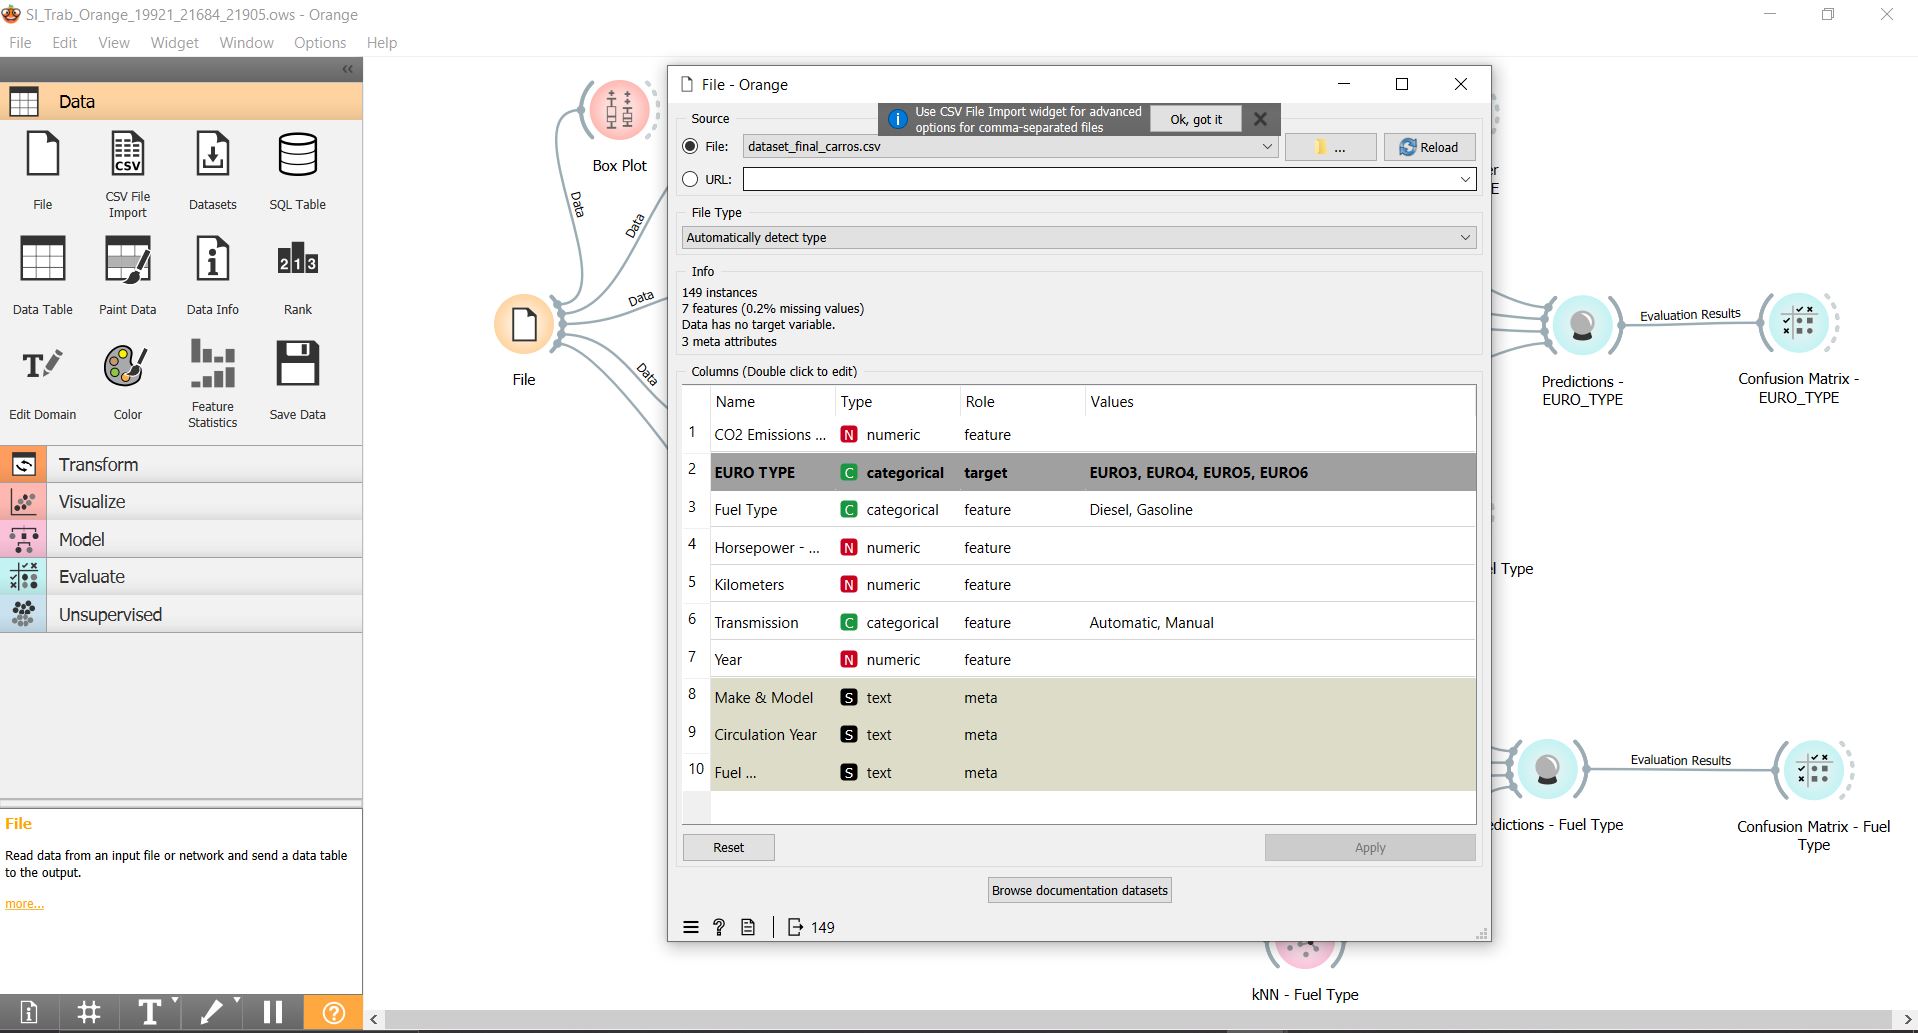 SI_Trab_Orange_19921_21684_21905.ows - Orange
File Edit View Widget Window Options Help
Data
File
CSV File
Import
Datasets
SQL Table
Data Table
Paint Data
Data Info
Rank
Edit Domain
Color
Feature
Statistics
Save Data
Transform
Visualize
Model
Evaluate
Unsupervised
File
Read data from an input file or network and send a data table
to the output.
more...
Box Plot
Data
Data
Data
Data
File
File - Orange
Source
Use CSV File Import widget for advanced
options for comma-separated files
Ok, got it
File: dataset_final_carros.csv ... Reload
URL:
File Type
Automatically detect type
Info
149 instances
7 features (0.2% missing values)
Data has no target variable.
3 meta attributes
Columns (Double click to edit)
Name Type Role Values
1 CO2 Emissions ... N numeric feature
2 EURO TYPE C categorical target EURO3, EURO4, EURO5, EURO6
3 Fuel Type C categorical feature Diesel, Gasoline
4 Horsepower - ... N numeric feature
5 Kilometers N numeric feature
6 Transmission C categorical feature Automatic, Manual
7 Year N numeric feature
8 Make & Model S text meta
9 Circulation Year S text meta
10 Fuel ... S text meta
Reset Apply
Browse documentation datasets
149
Evaluation Results
Predictions -
EURO_TYPE
Confusion Matrix -
EURO_TYPE
l Type
Evaluation Results
edictions - Fuel Type
Confusion Matrix - Fuel
Type
kNN - Fuel Type